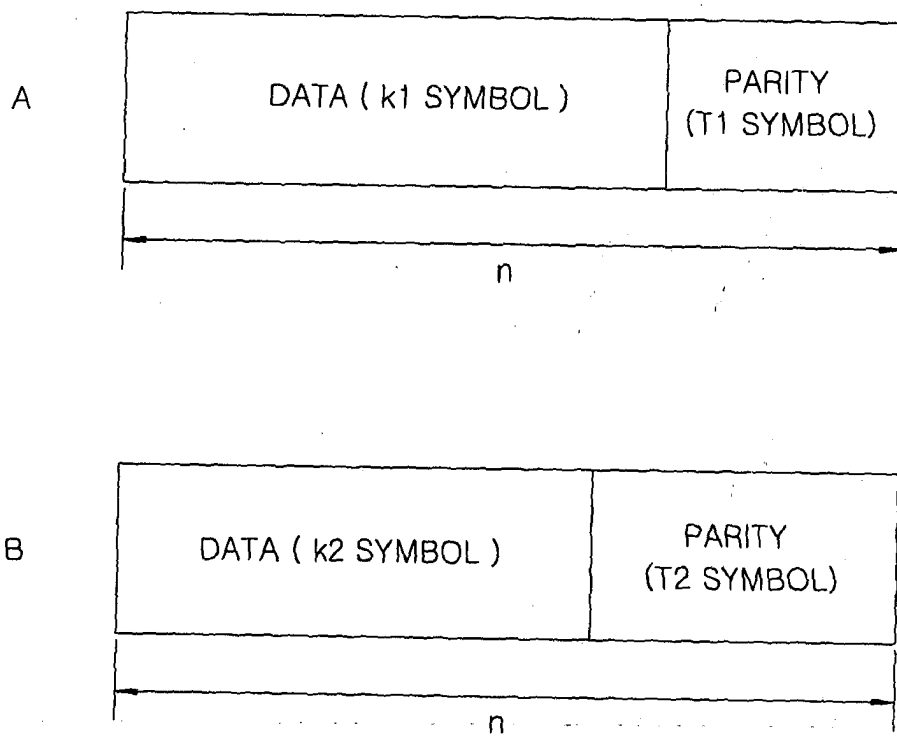 A
DATA ( k1 SYMBOL )
PARITY
(T1 SYMBOL)
n
B
DATA ( k2 SYMBOL )
PARITY
(T2 SYMBOL)
n